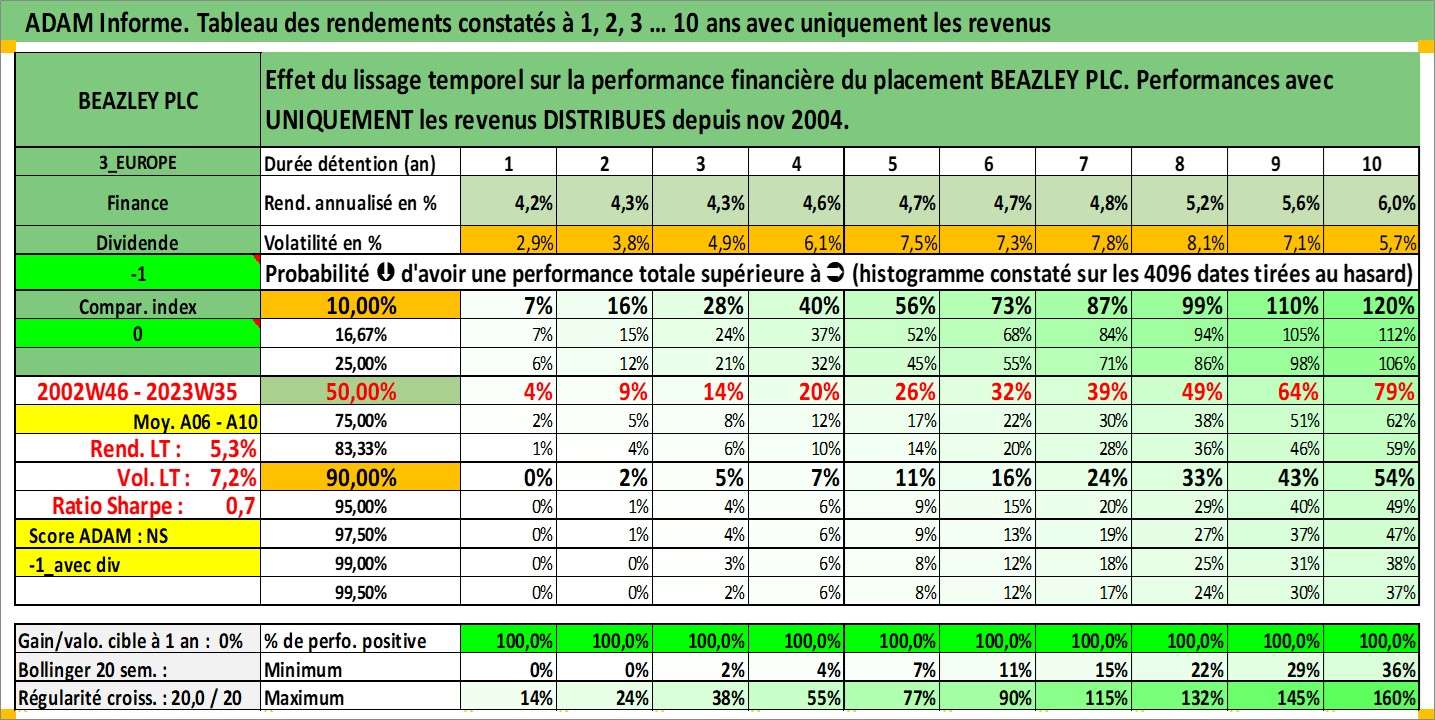 ADAM Informe. Tableau des rendements constatés à 1, 2, 3 ... 10 ans avec uniquement les revenus
BEAZLEY PLC
Effet du lissage temporel sur la performance financière du placement BEAZLEY PLC. Performances avec
UNIQUEMENT les revenus DISTRIBUES depuis nov 2004.
3_EUROPE Durée détention (an) 1 2 3 4 5 6 7 8 9 10
Finance Rend. annualisé en % 4,2% 4,3% 4,3% 4,6% 4,7% 4,7% 4,8% 5,2% 5,6% 6,0%
Dividende Volatilité en % 2,9% 3,8% 4,9% 6,1% 7,5% 7,3% 7,8% 8,1% 7,1% 5,7%
-1 Probabilité d'avoir une performance totale supérieure à (histogramme constaté sur les 4096 dates tirées au hasard)
Compar. index 10,00% 7% 16% 28% 40% 56% 73% 87% 99% 110% 120%
0 16,67% 7% 15% 24% 37% 52% 68% 84% 94% 105% 112%
25,00% 6% 12% 21% 32% 45% 55% 71% 86% 98% 106%
2002W46 - 2023W35 50,00% 4% 9% 14% 20% 26% 32% 39% 49% 64% 79%
Moy. A06 - A10 75,00% 2% 5% 8% 12% 17% 22% 30% 38% 51% 62%
Rend. LT : 5,3% 83,33% 1% 4% 6% 10% 14% 20% 28% 36% 46% 59%
Vol. LT : 7,2% 90,00% 0% 2% 5% 7% 11% 16% 24% 33% 43% 54%
Ratio Sharpe : 0,7 95,00% 0% 1% 4% 6% 9% 15% 20% 29% 40% 49%
Score ADAM : NS 97,50% 0% 1% 4% 6% 9% 13% 19% 27% 37% 47%
-1_avec div 99,00% 0% 0% 3% 6% 8% 12% 18% 25% 31% 38%
99,50% 0% 0% 2% 6% 8% 12% 17% 24% 30% 37%
Gain/valo. cible à 1 an : 0% % de perfo. positive 100,0% 100,0% 100,0% 100,0% 100,0% 100,0% 100,0% 100,0% 100,0% 100,0%
Bollinger 20 sem. : Minimum 0% 0% 2% 4% 7% 11% 15% 22% 29% 36%
Régularité croiss. : 20,0 / 20 Maximum 14% 24% 38% 55% 77% 90% 115% 132% 145% 160%